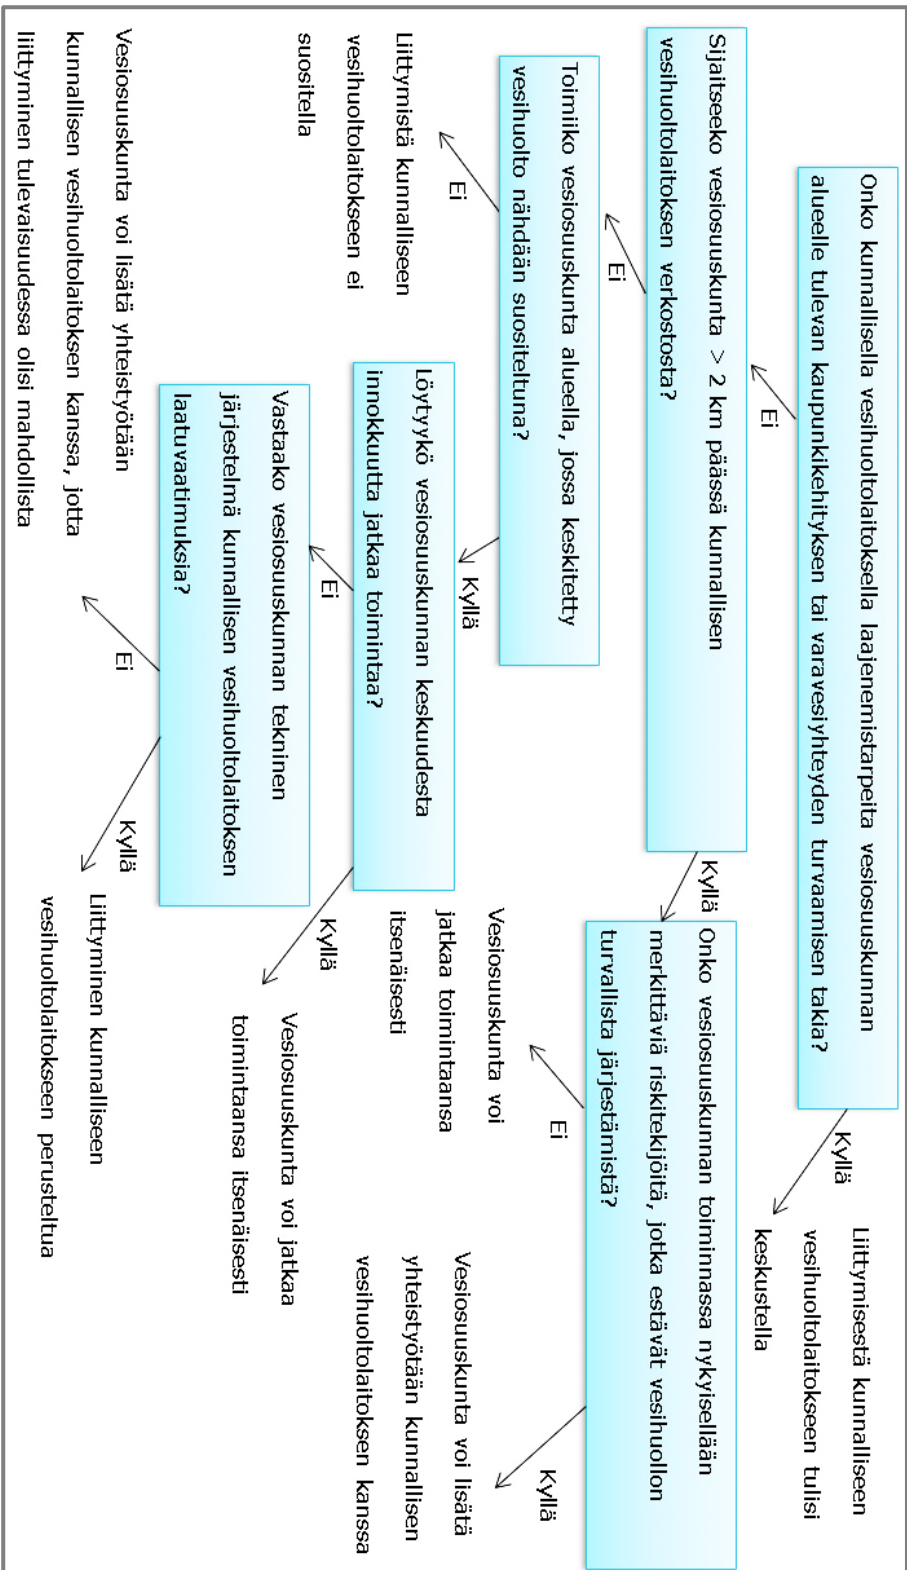 Onko kunnallisella vesihuoltolaitoksella laajenemistarpeita vesiosuuskunnan
alueelle tulevan kaupunkikehityksen tai varavesiyhteyden turvaamisen takia?
Ei
Kyllä
Liittymisestä kunnalliseen
vesihuoltolaitokseen tulisi
keskustella
Sijaitseeko vesiosuuskunta > 2 km päässä kunnallisen
vesihuoltolaitoksen verkostosta?
Ei
Kyllä
Onko vesiosuuskunnan toiminnassa nykyisellään
merkittäviä riskitekijöitä, jotka estävät vesihuollon
turvallista järjestämistä?
Ei
Kyllä
Toimiiko vesiosuuskunta alueella, jossa keskitetty
vesihuolto nähdään suositeltuna?
Ei
Kyllä
Vesiosuuskunta voi
jatkaa toimintaansa
itsenäisesti
Vesiosuuskunta voi lisätä
yhteistyötään kunnallisen
vesihuoltolaitoksen kanssa
Liittymistä kunnalliseen
vesihuoltolaitokseen ei
suositella
Löytyykö vesiosuuskunnan keskuudesta
innokkuutta jatkaa toimintaa?
Ei
Kyllä
Vesiosuuskunta voi jatkaa
toimintaansa itsenäisesti
Vastaako vesiosuuskunnan tekninen
järjestelmä kunnallisen vesihuoltolaitoksen
laatuvaatimuksia?
Ei
Kyllä
Vesiosuuskunta voi lisätä yhteistyötään
kunnallisen vesihuoltolaitoksen kanssa, jotta
liittyminen tulevaisuudessa olisi mahdollista
Liittyminen kunnalliseen
vesihuoltolaitokseen perusteltua